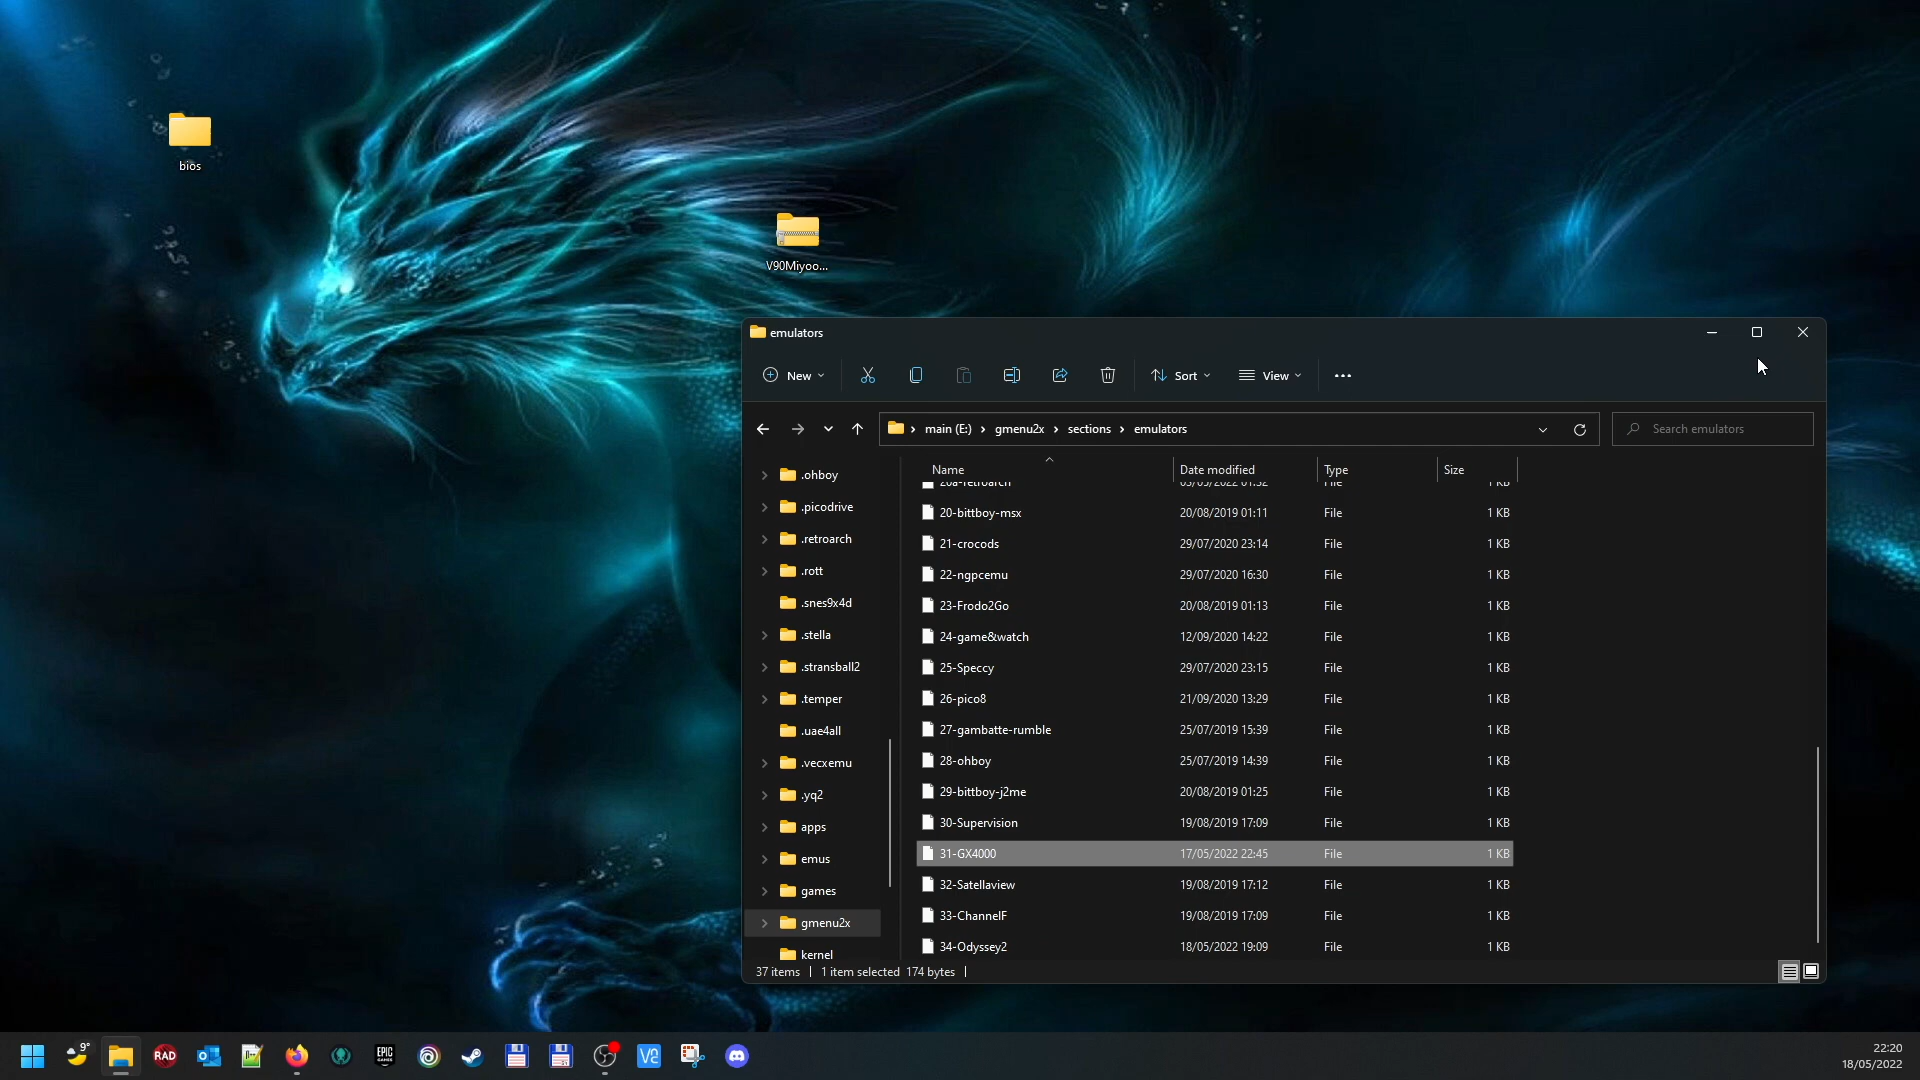 bios
V90Miyoo...
emulators
New
Sort
View
main (E:)
gmenu2x
sections
emulators
Search emulators
.ohboy
.picodrive
.retroarch
.rott
.snes9x4d
.stella
.stransball2
.temper
.uae4all
.vecxemu
.yq2
apps
emus
games
gmenu2x
kernel
Name Date modified Type Size
20-bittboy-msx 20/08/2019 01:11 File 1 KB
21-crocods 29/07/2020 23:14 File 1 KB
22-ngpcemu 29/07/2020 16:30 File 1 KB
23-Frodo2Go 20/08/2019 01:13 File 1 KB
24-game&watch 12/09/2020 14:22 File 1 KB
25-Speccy 29/07/2020 23:15 File 1 KB
26-pico8 21/09/2020 13:29 File 1 KB
27-gambatte-rumble 25/07/2019 15:39 File 1 KB
28-ohboy 25/07/2019 14:39 File 1 KB
29-bittboy-j2me 20/08/2019 01:25 File 1 KB
30-Supervision 19/08/2019 17:09 File 1 KB
31-GX4000 17/05/2022 22:45 File 1 KB
32-Satellaview 19/08/2019 17:12 File 1 KB
33-ChannelF 19/08/2019 17:09 File 1 KB
34-Odyssey2 18/05/2022 19:09 File 1 KB
37 items 1 item selected 174 bytes
9°
RAD
EPIC
GAMES
22:20
18/05/2022